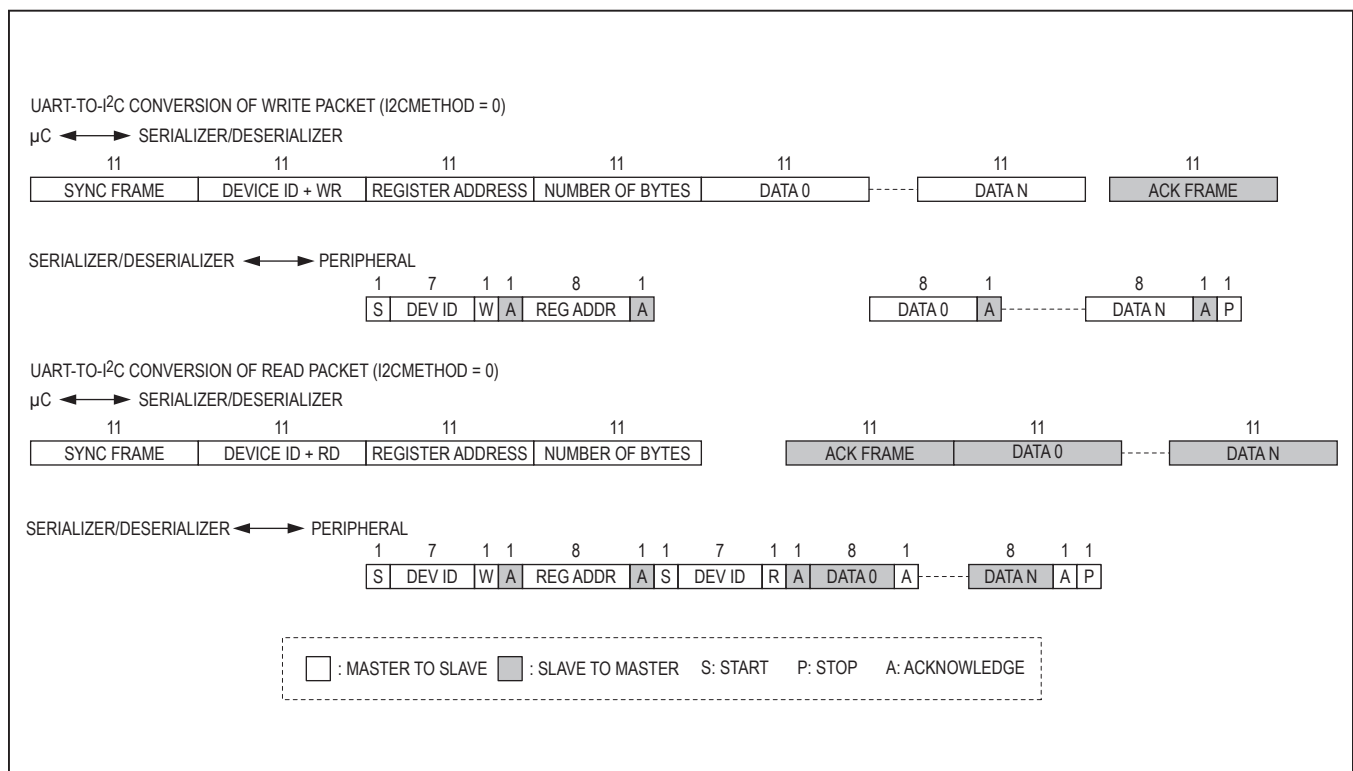 UART-TO-I2C CONVERSION OF WRITE PACKET (I2CMETHOD = 0)
µC SERIALIZER/DESERIALIZER
11 11 11 11 11 11 11
SYNC FRAME DEVICE ID + WR REGISTER ADDRESS NUMBER OF BYTES DATA 0 DATA N ACK FRAME
SERIALIZER/DESERIALIZER PERIPHERAL
1 7 1 1 8 1 8 1 8 1 1
S DEV ID W A REG ADDR A DATA 0 A DATA N A P
UART-TO-I2C CONVERSION OF READ PACKET (I2CMETHOD = 0)
µC SERIALIZER/DESERIALIZER
11 11 11 11 11 11 11
SYNC FRAME DEVICE ID + RD REGISTER ADDRESS NUMBER OF BYTES ACK FRAME DATA 0 DATA N
SERIALIZER/DESERIALIZER PERIPHERAL
1 7 1 1 8 1 1 7 1 1 8 1 8 1 1
S DEV ID W A REG ADDR A S DEV ID R A DATA 0 A DATA N A P
: MASTER TO SLAVE : SLAVE TO MASTER S: START P: STOP A: ACKNOWLEDGE